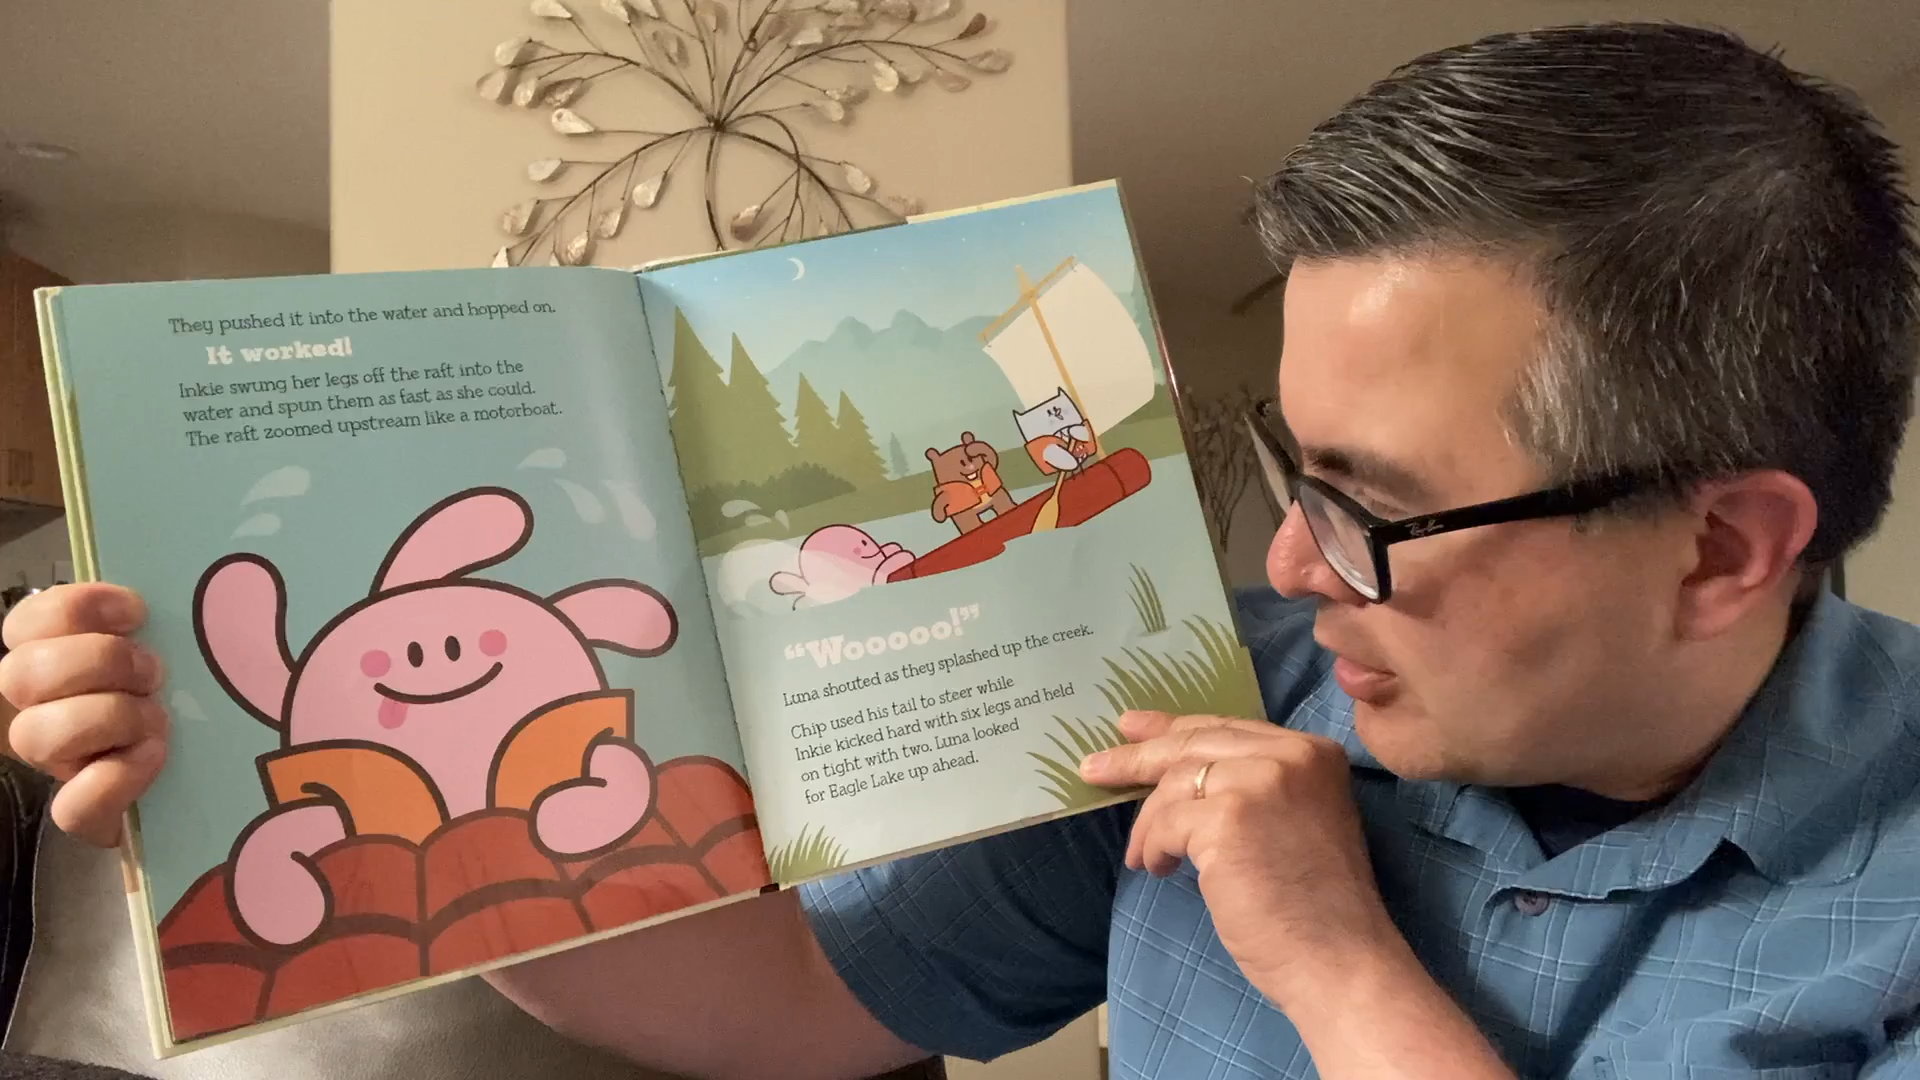 They pushed it into the water and hopped on.
It worked!
Inkie swung her legs off the raft into the
water and spun them as fast as she could.
The raft zoomed upstream like a motorboat.
“Wooooo!”
Luna shouted as they splashed up the creek.
Chip used his tail to steer while
Inkie kicked hard with six legs and held
on tight with two. Luna looked
for Eagle Lake up ahead.
Ray-Ban